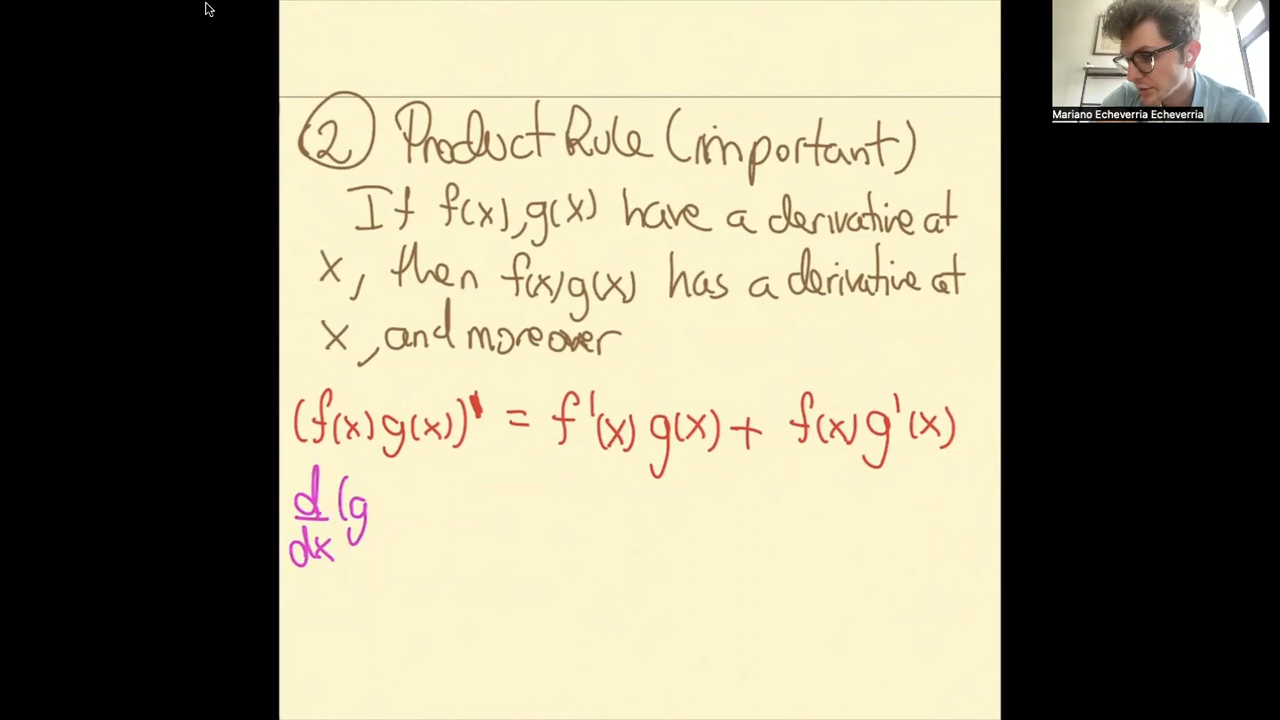 Mariano Echeverria Echeverria
② Product Rule (important)
If f(x), g(x) have a derivative at
x, then f(x)g(x) has a derivative at
x, and moreover
(f(x)g(x))' = f'(x)g(x) + f(x)g'(x)
d/dx (g